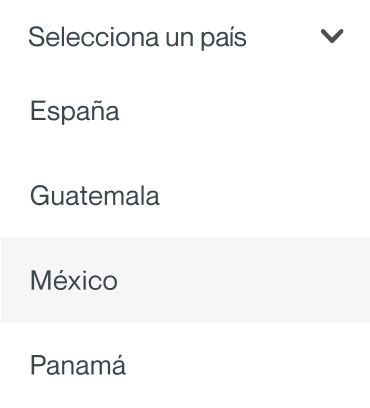 Selecciona un país
España
Guatemala
México
Panamá